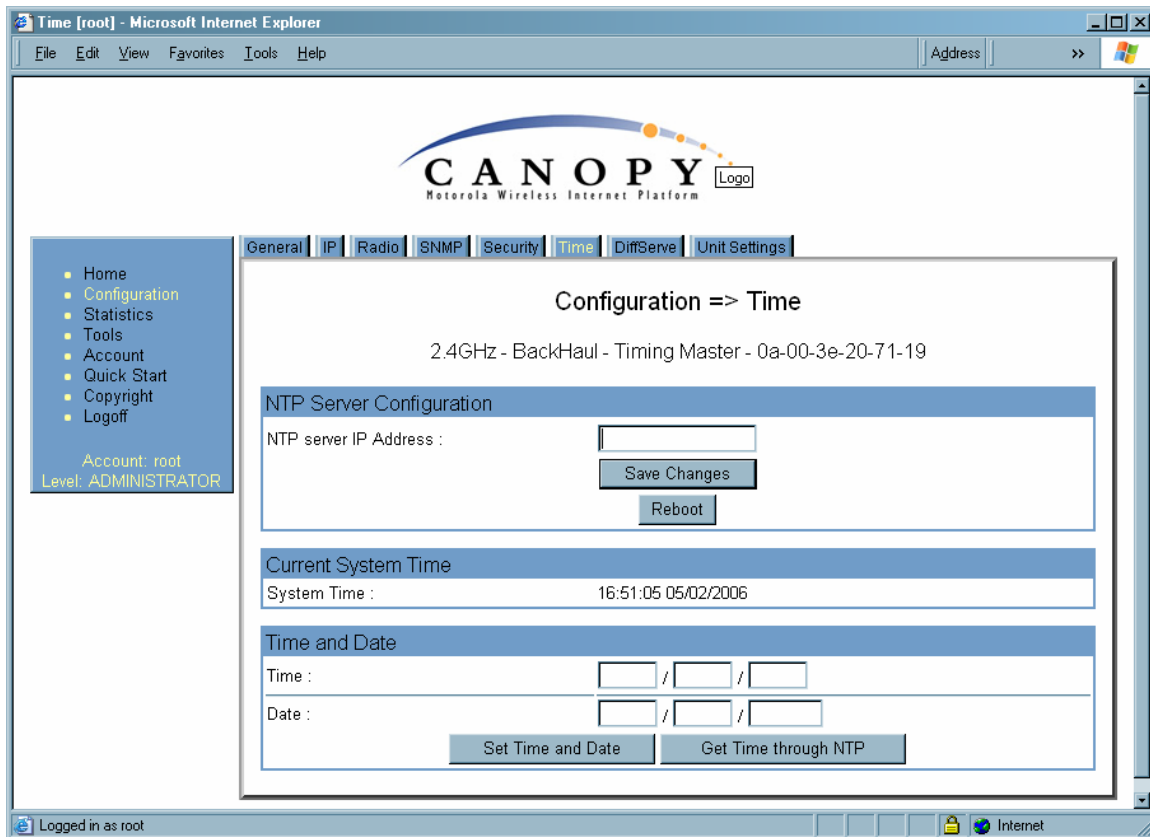 Time [root] - Microsoft Internet Explorer
File Edit View Favorites Tools Help Address »
CANOPY
Motorola Wireless Internet Platform
Logo
General IP Radio SNMP Security Time DiffServe Unit Settings
Home
Configuration
Statistics
Tools
Account
Quick Start
Copyright
Logoff
Account: root
Level: ADMINISTRATOR
Configuration => Time
2.4GHz - BackHaul - Timing Master - 0a-00-3e-20-71-19
NTP Server Configuration
NTP server IP Address :
Save Changes
Reboot
Current System Time
System Time : 16:51:05 05/02/2006
Time and Date
Time : / /
Date : / /
Set Time and Date Get Time through NTP
Logged in as root Internet